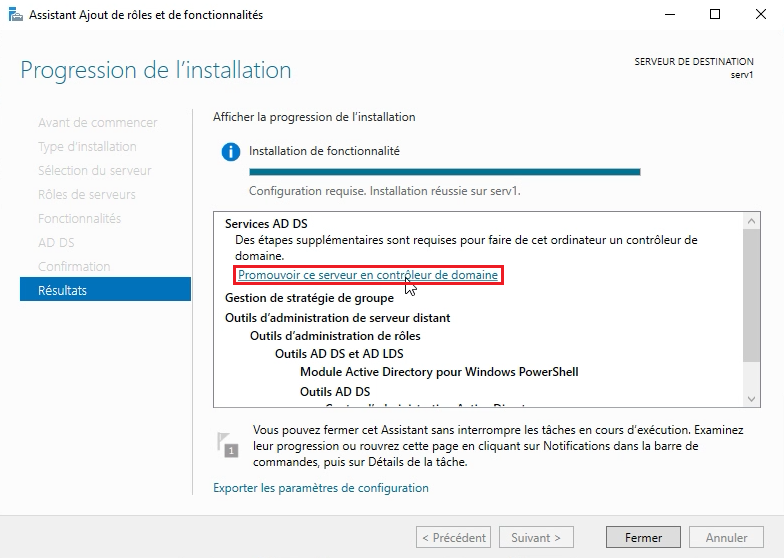 Assistant Ajout de rôles et de fonctionnalités
Progression de l'installation
SERVEUR DE DESTINATION
serv1
Avant de commencer
Type d'installation
Sélection du serveur
Rôles de serveurs
Fonctionnalités
AD DS
Confirmation
Résultats
Afficher la progression de l'installation
Installation de fonctionnalité
Configuration requise. Installation réussie sur serv1.
Services AD DS
Des étapes supplémentaires sont requises pour faire de cet ordinateur un contrôleur de
domaine.
Promouvoir ce serveur en contrôleur de domaine
Gestion de stratégie de groupe
Outils d'administration de serveur distant
Outils d'administration de rôles
Outils AD DS et AD LDS
Module Active Directory pour Windows PowerShell
Outils AD DS
1
Vous pouvez fermer cet Assistant sans interrompre les tâches en cours d'exécution. Examinez
leur progression ou rouvrez cette page en cliquant sur Notifications dans la barre de
commandes, puis sur Détails de la tâche.
Exporter les paramètres de configuration
< Précédent
Suivant >
Fermer
Annuler